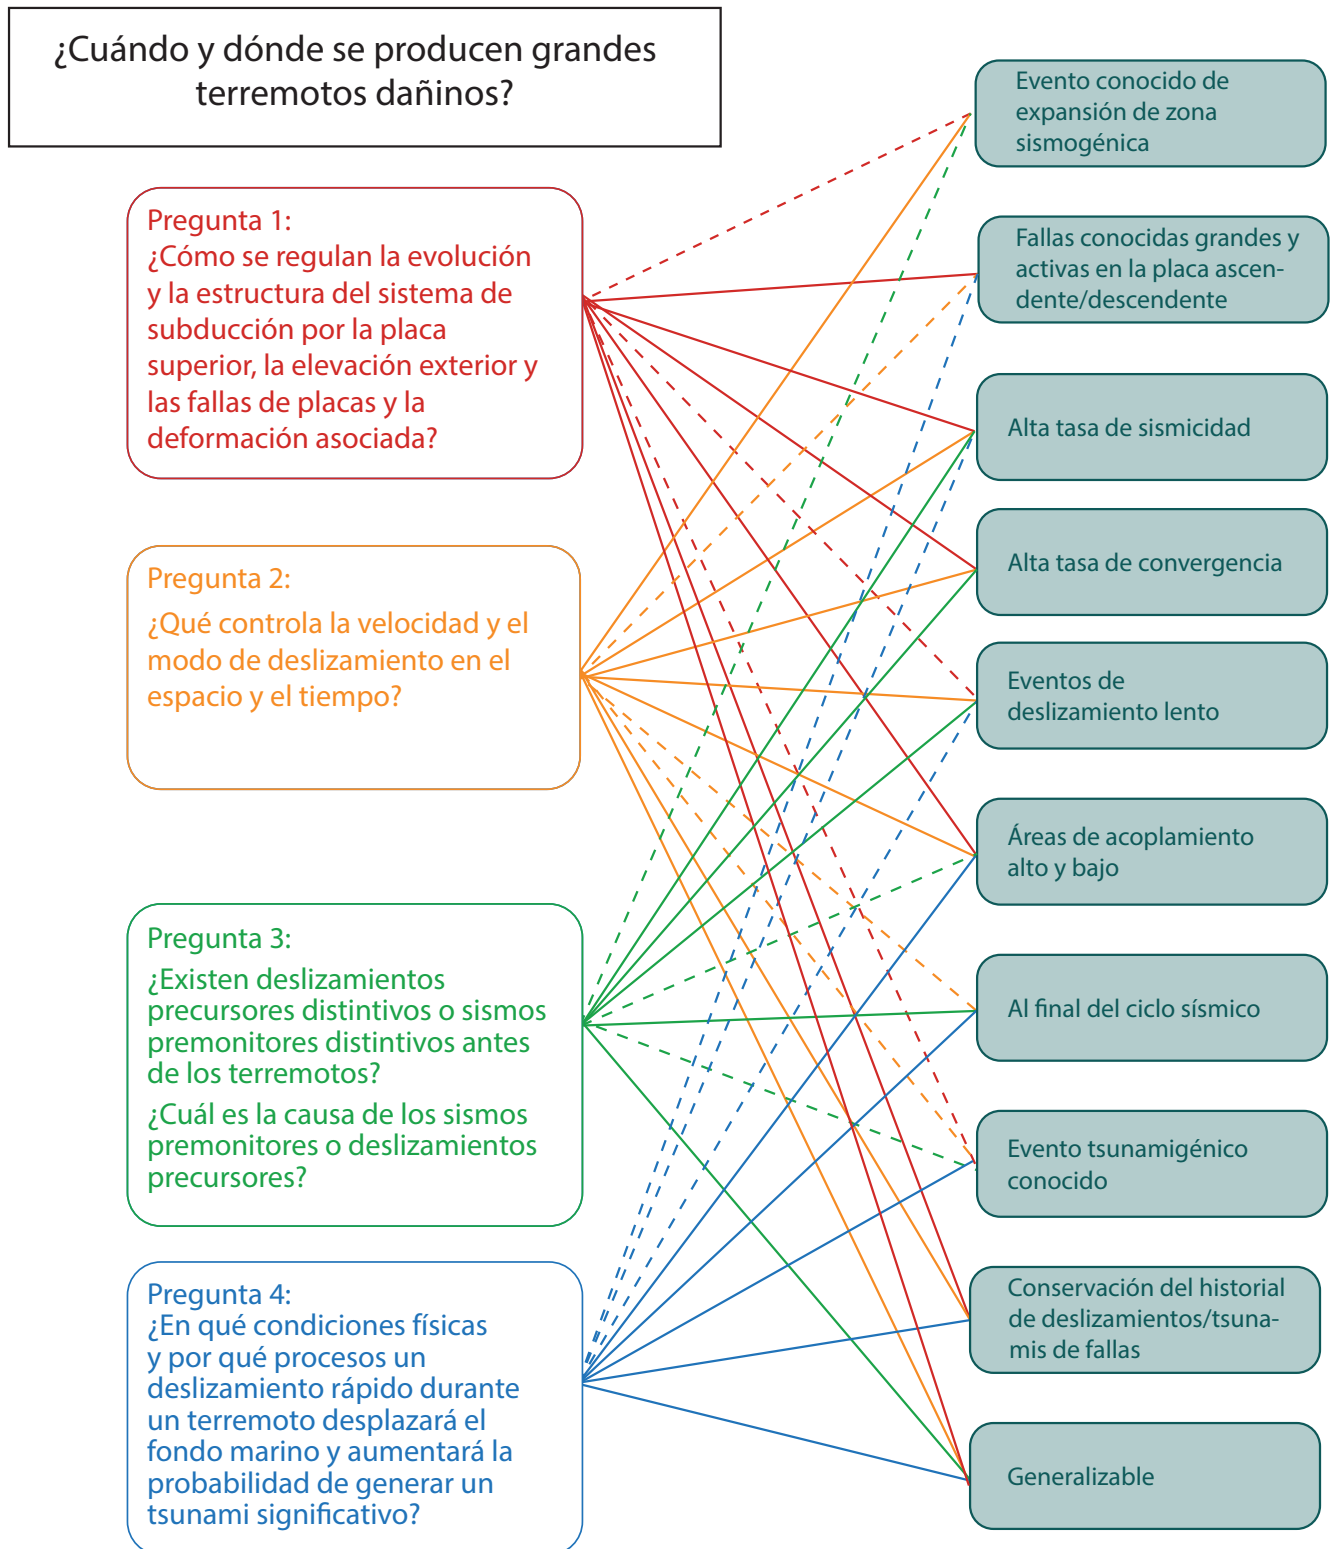 ¿Cuándo y dónde se producen grandes
terremotos dañinos?
Pregunta 1:
¿Cómo se regulan la evolución
y la estructura del sistema de
subducción por la placa
superior, la elevación exterior y
las fallas de placas y la
deformación asociada?
Pregunta 2:
¿Qué controla la velocidad y el
modo de deslizamiento en el
espacio y el tiempo?
Pregunta 3:
¿Existen deslizamientos
precursores distintivos o sismos
premonitores distintivos antes
de los terremotos?
¿Cuál es la causa de los sismos
premonitores o deslizamientos
precursores?
Pregunta 4:
¿En qué condiciones físicas
y por qué procesos un
deslizamiento rápido durante
un terremoto desplazará el
fondo marino y aumentará la
probabilidad de generar un
tsunami significativo?
Evento conocido de
expansión de zona
sismogénica
Fallas conocidas grandes y
activas en la placa ascen-
dente/descendente
Alta tasa de sismicidad
Alta tasa de convergencia
Eventos de
deslizamiento lento
Áreas de acoplamiento
alto y bajo
Al final del ciclo sísmico
Evento tsunamigénico
conocido
Conservación del historial
de deslizamientos/tsuna-
mis de fallas
Generalizable